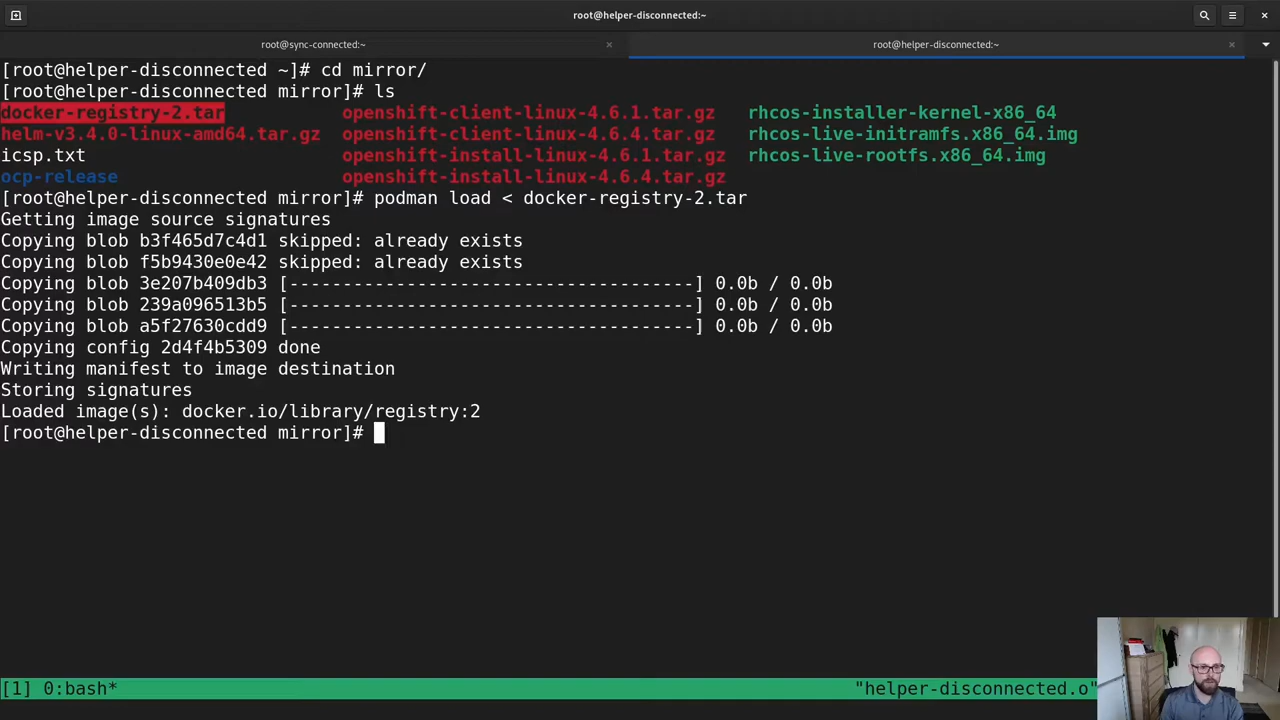 root@helper-disconnected:~
root@sync-connected:~ × root@helper-disconnected:~ ×
[root@helper-disconnected ~]# cd mirror/
[root@helper-disconnected mirror]# ls
docker-registry-2.tar openshift-client-linux-4.6.1.tar.gz rhcos-installer-kernel-x86_64
helm-v3.4.0-linux-amd64.tar.gz openshift-client-linux-4.6.4.tar.gz rhcos-live-initramfs.x86_64.img
icsp.txt openshift-install-linux-4.6.1.tar.gz rhcos-live-rootfs.x86_64.img
ocp-release openshift-install-linux-4.6.4.tar.gz
[root@helper-disconnected mirror]# podman load < docker-registry-2.tar
Getting image source signatures
Copying blob b3f465d7c4d1 skipped: already exists
Copying blob f5b9430e0e42 skipped: already exists
Copying blob 3e207b409db3 [--------------------------------------] 0.0b / 0.0b
Copying blob 239a096513b5 [--------------------------------------] 0.0b / 0.0b
Copying blob a5f27630cdd9 [--------------------------------------] 0.0b / 0.0b
Copying config 2d4f4b5309 done
Writing manifest to image destination
Storing signatures
Loaded image(s): docker.io/library/registry:2
[root@helper-disconnected mirror]#
[1] 0:bash* "helper-disconnected.o"